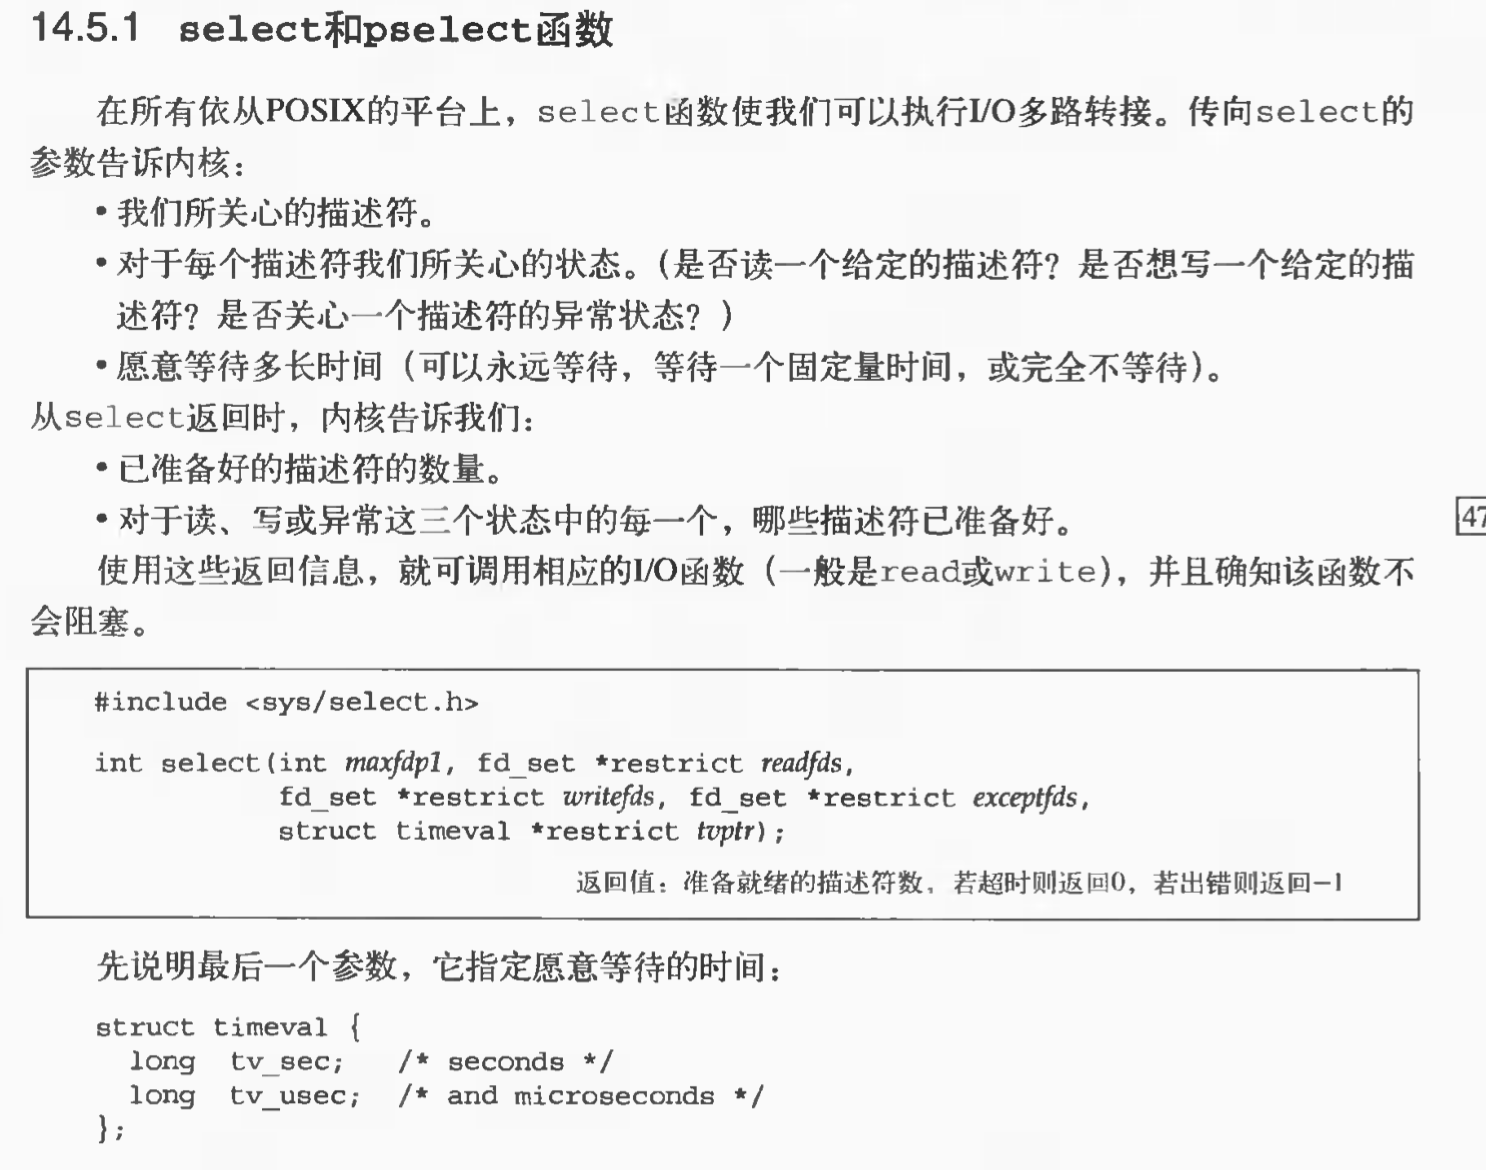 14.5.1 select和pselect函数
在所有依从POSIX的平台上，select函数使我们可以执行I/O多路转接。传向select的
参数告诉内核：
• 我们所关心的描述符。
• 对于每个描述符我们所关心的状态。（是否读一个给定的描述符？是否想写一个给定的描
述符？是否关心一个描述符的异常状态？）
• 愿意等待多长时间（可以永远等待，等待一个固定量时间，或完全不等待）。
从select返回时，内核告诉我们：
• 已准备好的描述符的数量。
• 对于读、写或异常这三个状态中的每一个，哪些描述符已准备好。
47
使用这些返回信息，就可调用相应的I/O函数（一般是read或write），并且确知该函数不
会阻塞。
#include <sys/select.h>
int select(int maxfdp1, fd_set *restrict readfds,
fd_set *restrict writefds, fd_set *restrict exceptfds,
struct timeval *restrict tvptr);
返回值：准备就绪的描述符数，若超时则返回0，若出错则返回−1
先说明最后一个参数，它指定愿意等待的时间：
struct timeval {
long tv_sec; /* seconds */
long tv_usec; /* and microseconds */
};